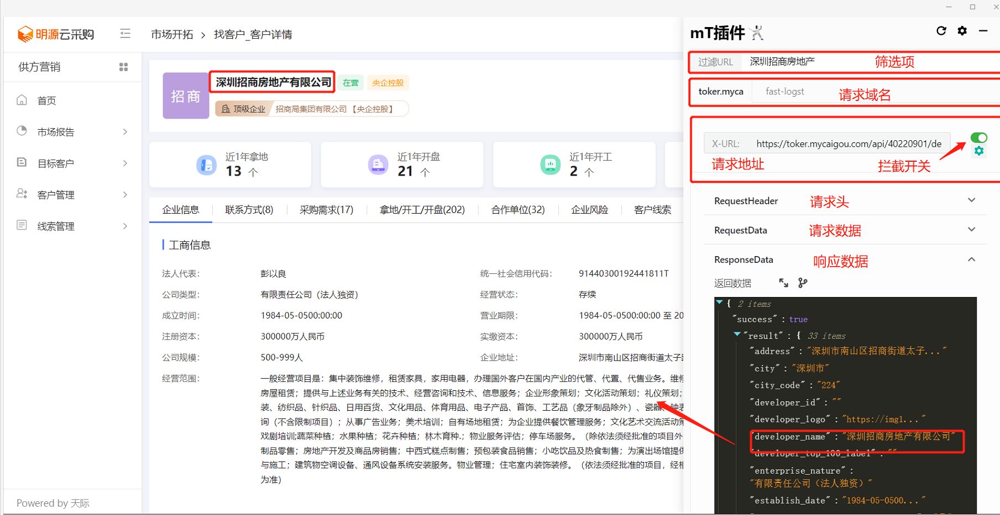 明源云采购
市场开拓 > 找客户_客户详情
供方营销
首页
市场报告
目标客户
客户管理
线索管理
Powered by 天际
招商
深圳招商房地产有限公司 在营 央企控股
顶级企业 招商局集团有限公司 【央企控股】
近1年拿地
13 个
近1年开盘
21 个
近1年开工
2 个
企业信息 联系方式(8) 采购需求(17) 拿地/开工/开盘(202) 合作单位(32) 企业风险 客户线索
工商信息
法人代表： 彭以良 统一社会信用代码： 91440300192441811T
公司类型： 有限责任公司（法人独资） 经营状态： 存续
成立时间： 1984-05-0500:00:00 营业期限： 1984-05-0500:00:00 至 20
注册资本： 300000万人民币 实缴资本： 300000万人民币
公司规模： 500-999人 企业地址： 深圳市南山区招商街道太子
经营范围： 一般经营项目是：集中装饰维修，租赁家具，家用电器，办理国外客户在国内产业的代管、代置、代售业务。维修
房屋租赁；提供与上述业务有关的技术、经营咨询和技术、信息服务；企业形象策划；文化活动策划；礼仪策划；
装、纺织品、针织品、日用百货、文化用品、体育用品、电子产品、首饰、工艺品（象牙制品除外）、瓷器、钟表
询（不含限制项目）；从事广告业务；美术培训；自有场地租赁；为企业提供餐饮管理服务；文化艺术交流活动策
戏剧培训;蔬菜种植；水果种植；花卉种植；林木育种.；物业服务评估；停车场服务。（除依法须经批准的项目外
制品零售；房地产开发及商品房销售；中西式糕点制售；预包装食品销售；小吃饮品及热食制售；为演出场馆提供
与施工；建筑物空调设备、通风设备系统安装服务。物业管理；住宅室内装饰装修。（依法须经批准的项目，经相
为准）
mT插件
过滤URL 深圳招商房地产 筛选项
toker.myca fast-logst 请求域名
X-URL: https://toker.mycaigou.com/api/40220901/de
请求地址 拦截开关
RequestHeader 请求头
RequestData 请求数据
ResponseData 响应数据
返回数据
{ 2 items
"success" : true
"result" : { 33 items
"address" : "深圳市南山区招商街道太子..."
"city" : "深圳市"
"city_code" : "224"
"developer_id" : ""
"developer_logo" : "https://img1..."
"developer_name" : "深圳招商房地产有限公司"
"developer_top_100_label" : ""
"enterprise_nature" :
"有限责任公司（法人独资）"
"establish_date" : "1984-05-0500..."